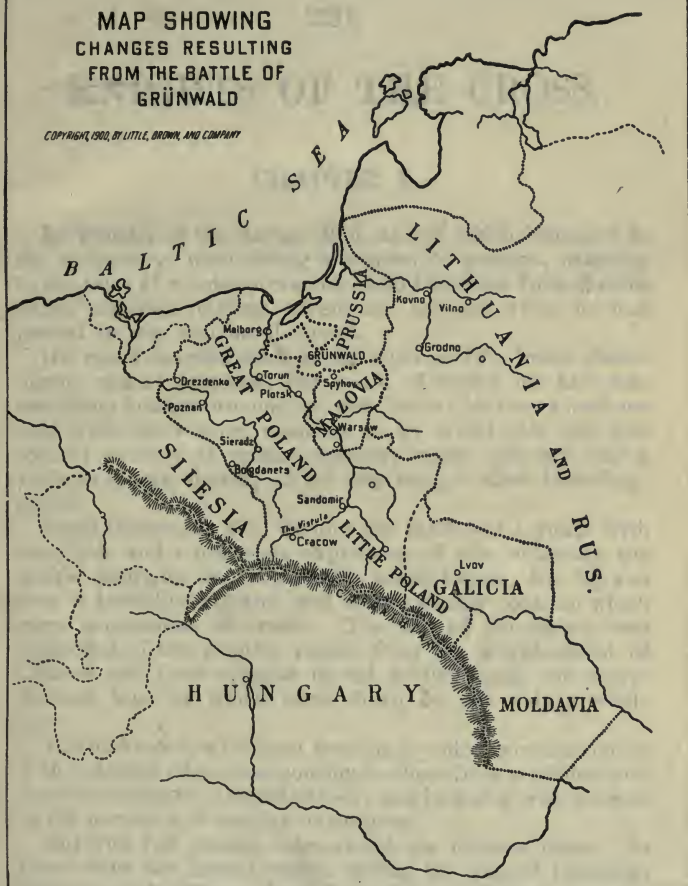 MAP SHOWING
CHANGES RESULTING
FROM THE BATTLE OF
GRÜNWALD
COPYRIGHT, 1900, BY LITTLE, BROWN, AND COMPANY
BALTIC SEA
LITHUANIA AND RUS.
Kovno
Vilno
PRUSSIA
Malborg
Grodno
GRÜNWALD
GREAT POLAND
Drezdenko
Torun
Spyhov
Plotsk
MAZOVIA
Poznań
Warsaw
Sieradz
SILESIA
Bogdanets
Sandomir
The Vistula
Cracow
LITTLE POLAND
Lvov
GALICIA
CARPATHIANS
HUNGARY
MOLDAVIA